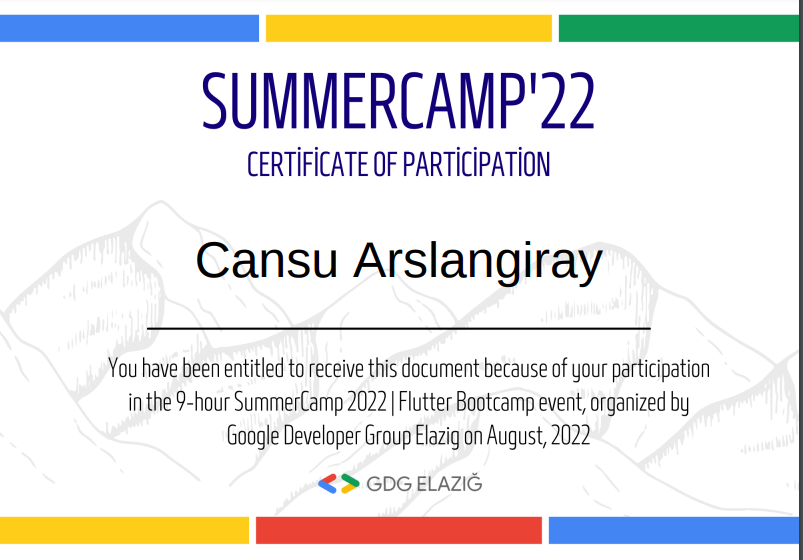 SUMMERCAMP'22
CERTİFİCATE OF PARTİCİPATİON
Cansu Arslangiray
You have been entitled to receive this document because of your participation
in the 9-hour SummerCamp 2022 | Flutter Bootcamp event, organized by
Google Developer Group Elazig on August, 2022
GDG ELAZIĞ